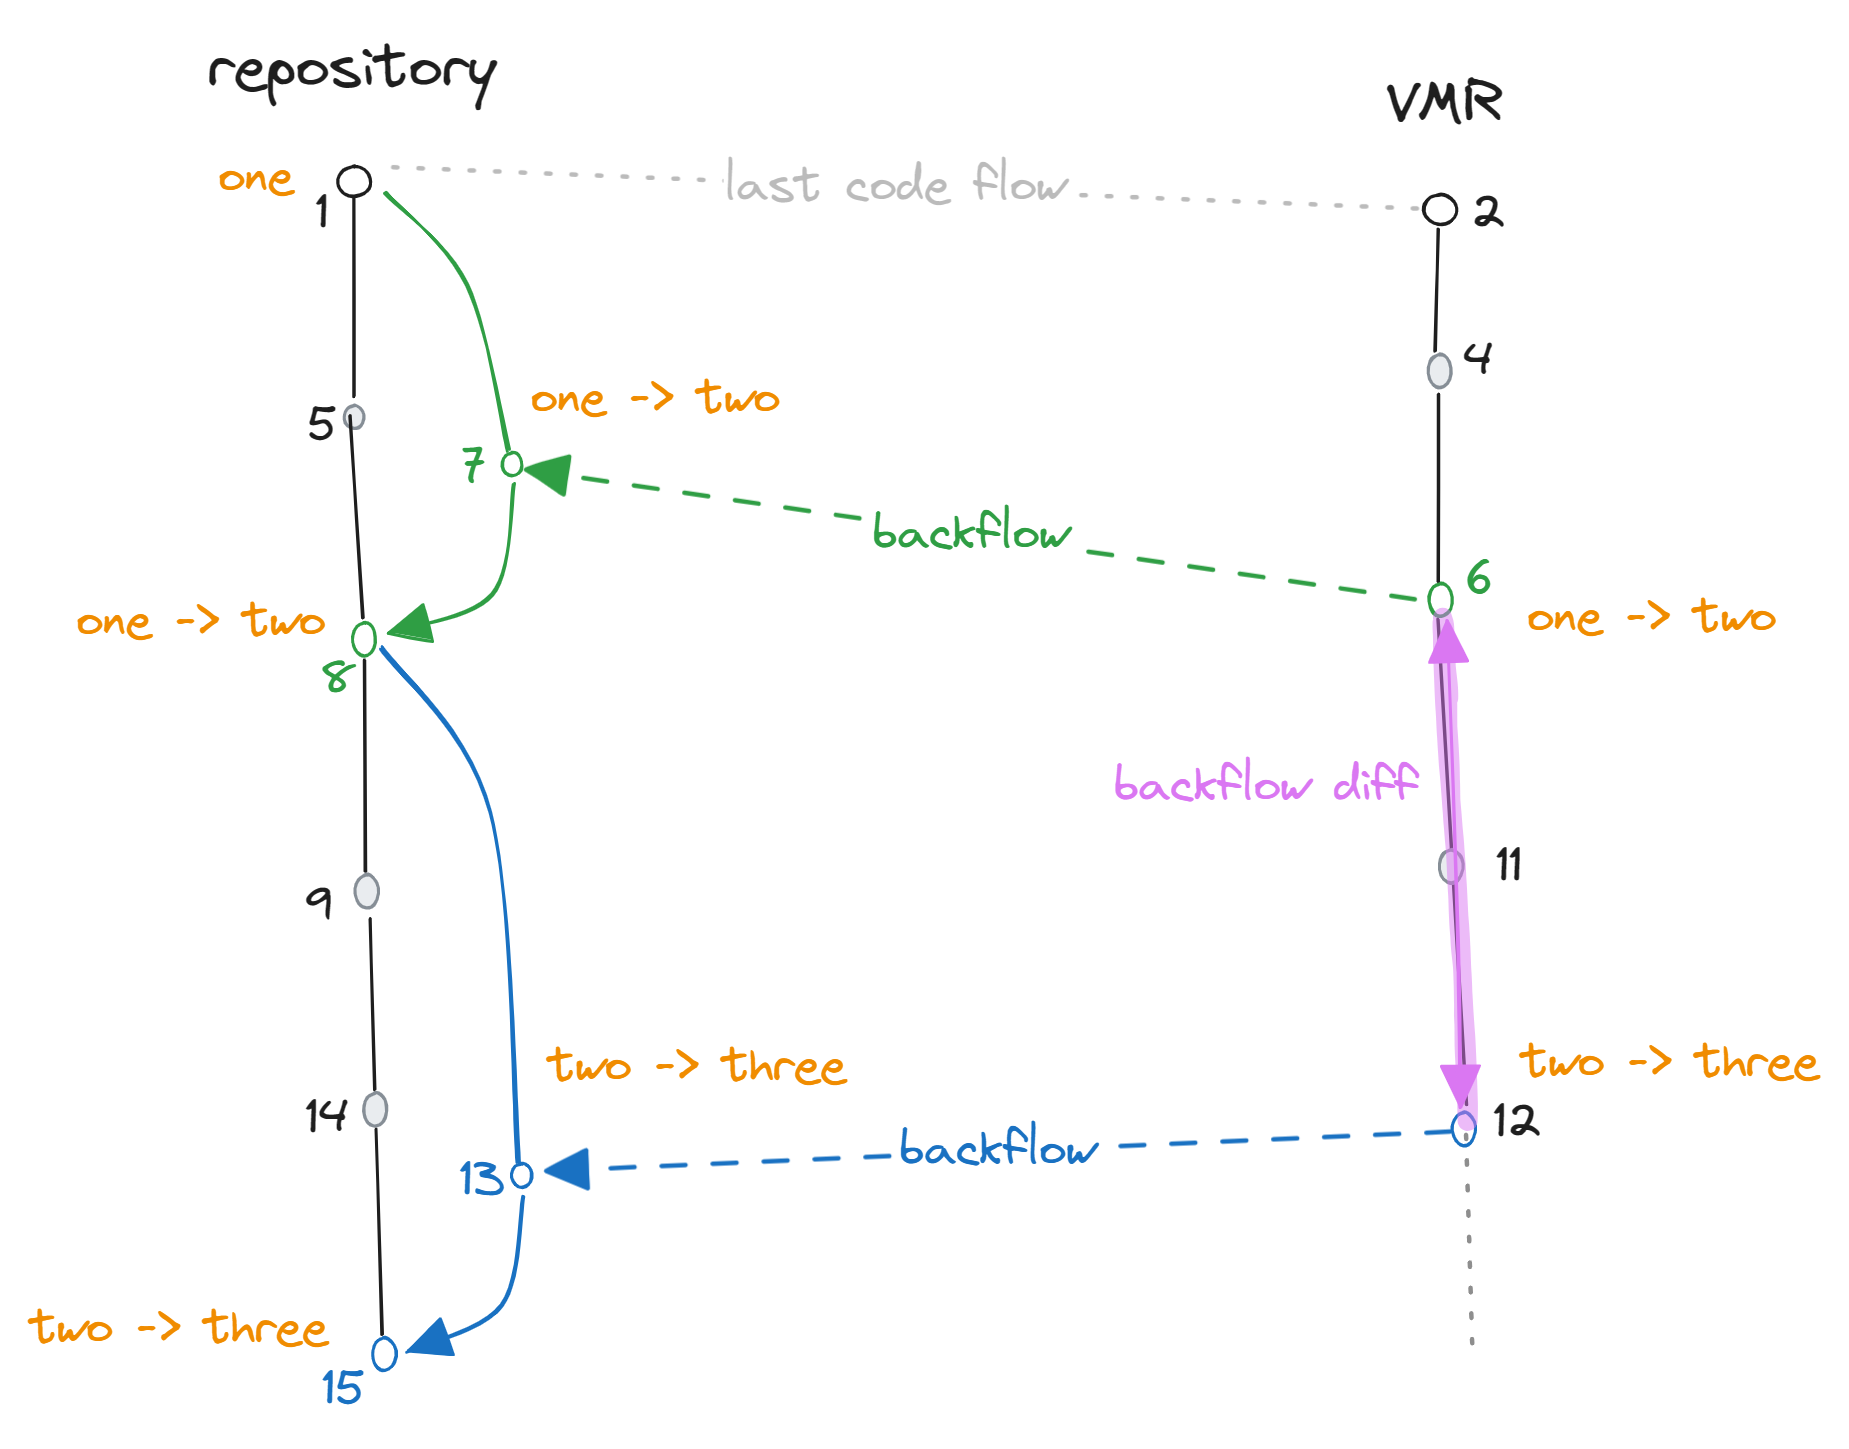 repository
VMR
one
last code flow
1
2
4
one -> two
5
7
backflow
6
one -> two
one -> two
8
backflow diff
11
9
two -> three
two -> three
14
12
backflow
13
two -> three
15